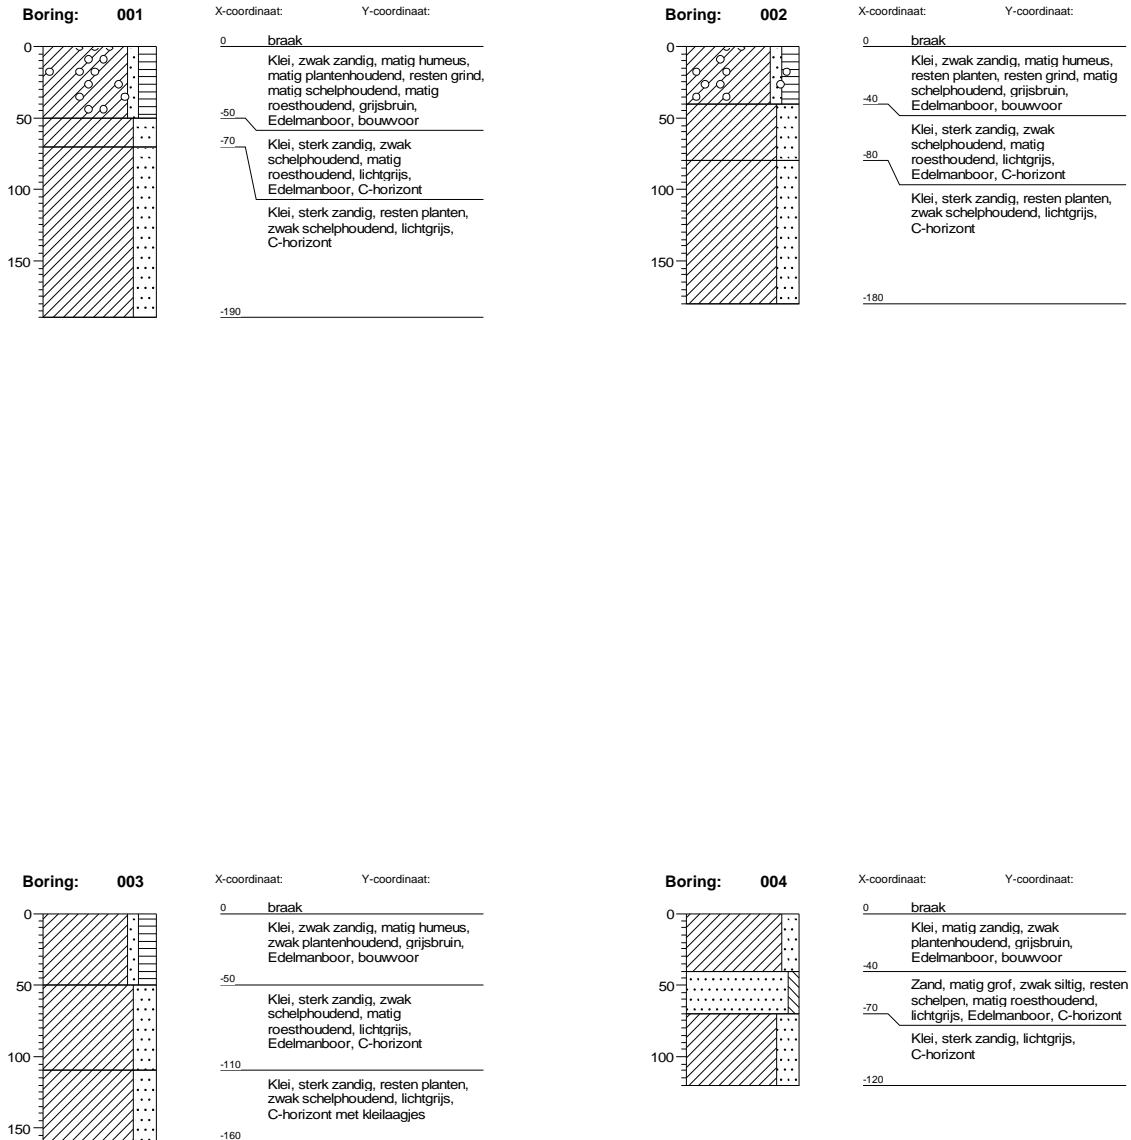 Boring: 001
X-coordinaat: Y-coordinaat:
0
50
100
150
0 braak
Klei, zwak zandig, matig humeus,
matig plantenhoudend, resten grind,
matig schelphoudend, matig
roesthoudend, grijsbruin,
Edelmanboor, bouwvoor
-50
Klei, sterk zandig, zwak
schelphoudend, matig
roesthoudend, lichtgrijs,
Edelmanboor, C-horizont
-70
Klei, sterk zandig, resten planten,
zwak schelphoudend, lichtgrijs,
C-horizont
-190
Boring: 002
X-coordinaat: Y-coordinaat:
0
50
100
150
0 braak
Klei, zwak zandig, matig humeus,
resten planten, resten grind, matig
schelphoudend, grijsbruin,
Edelmanboor, bouwvoor
-40
Klei, sterk zandig, zwak
schelphoudend, matig
roesthoudend, lichtgrijs,
Edelmanboor, C-horizont
-80
Klei, sterk zandig, resten planten,
zwak schelphoudend, lichtgrijs,
C-horizont
-180
Boring: 003
X-coordinaat: Y-coordinaat:
0
50
100
150
0 braak
Klei, zwak zandig, matig humeus,
zwak plantenhoudend, grijsbruin,
Edelmanboor, bouwvoor
-50
Klei, sterk zandig, zwak
schelphoudend, matig
roesthoudend, lichtgrijs,
Edelmanboor, C-horizont
-110
Klei, sterk zandig, resten planten,
zwak schelphoudend, lichtgrijs,
C-horizont met kleilaagjes
-160
Boring: 004
X-coordinaat: Y-coordinaat:
0
50
100
0 braak
Klei, matig zandig, zwak
plantenhoudend, grijsbruin,
Edelmanboor, bouwvoor
-40
Zand, matig grof, zwak siltig, resten
schelpen, matig roesthoudend,
lichtgrijs, Edelmanboor, C-horizont
-70
Klei, sterk zandig, lichtgrijs,
C-horizont
-120